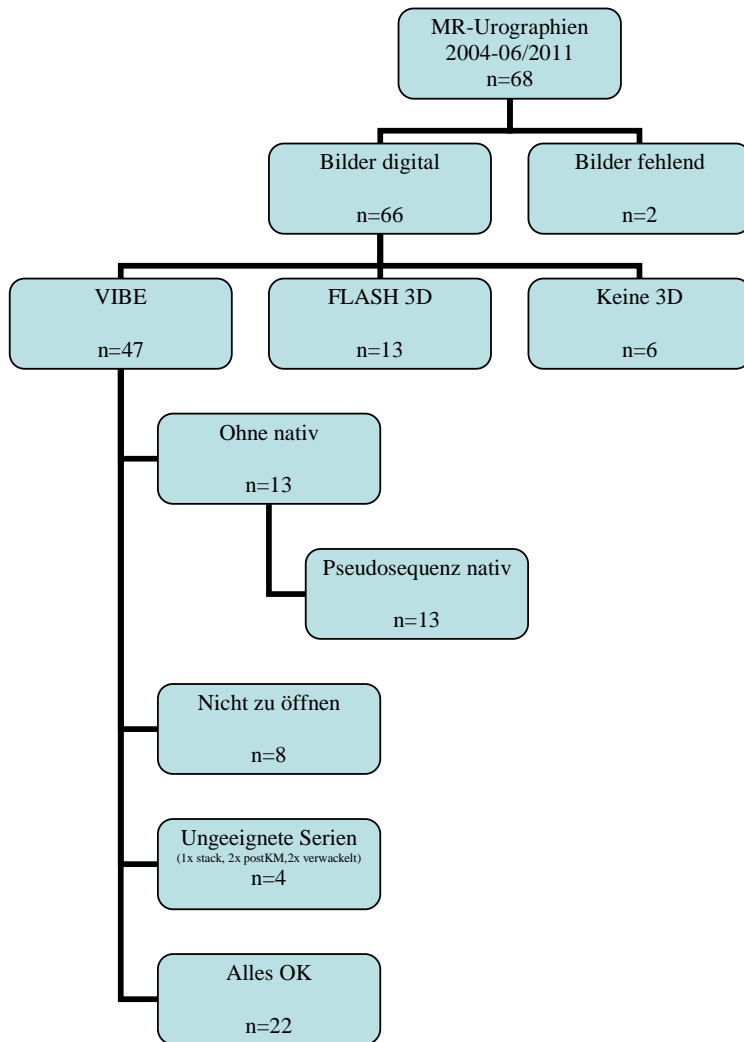 MR-Urographien
2004-06/2011
n=68
Bilder digital
n=66
Bilder fehlend
n=2
VIBE
n=47
FLASH 3D
n=13
Keine 3D
n=6
Ohne nativ
n=13
Pseudosequenz nativ
n=13
Nicht zu öffnen
n=8
Ungeeignete Serien
(1x stack, 2x postKM,2x verwackelt)
n=4
Alles OK
n=22